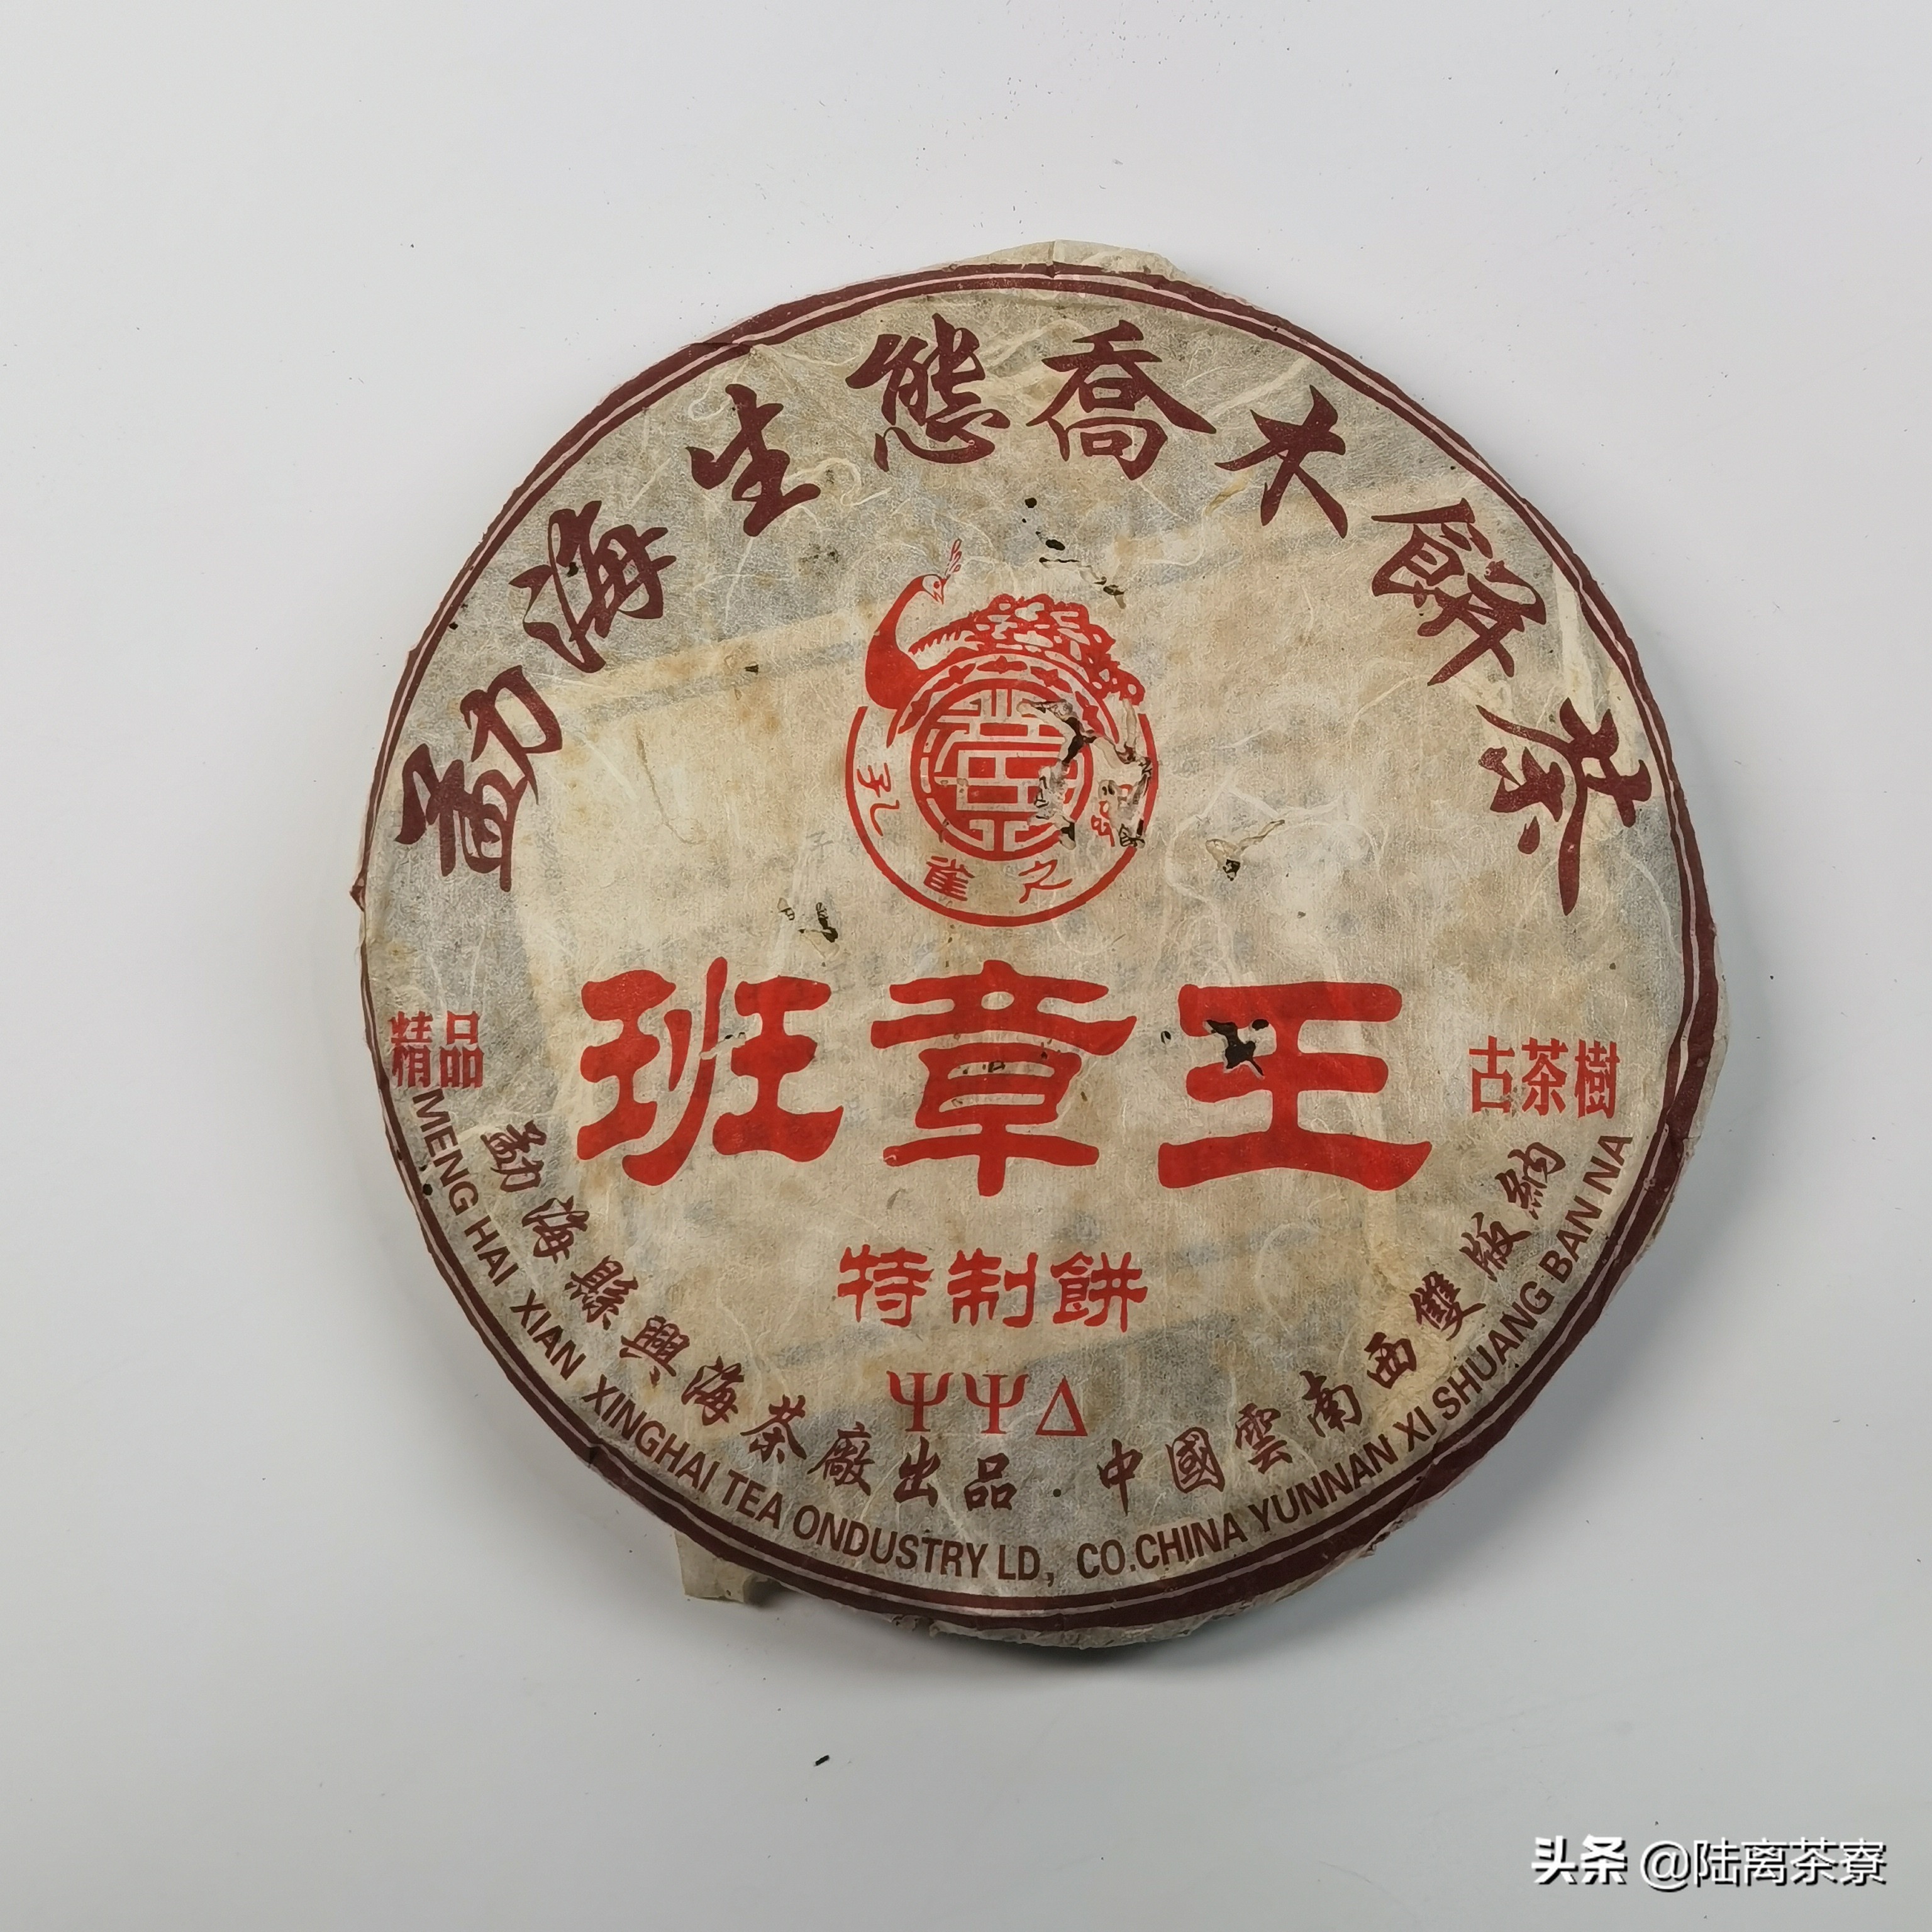 勐海生態喬木餅茶
孔雀之
班章王
精品
古茶樹
特制餅
ΨΨΔ
勐海縣興海茶廠出品·中國雲南西雙版納
MENG HAI XIAN XINGHAI TEA ONDUSTRY LD, CO.CHINA YUNNAN XI SHUANG BAN NA
头条 @陆离茶寮